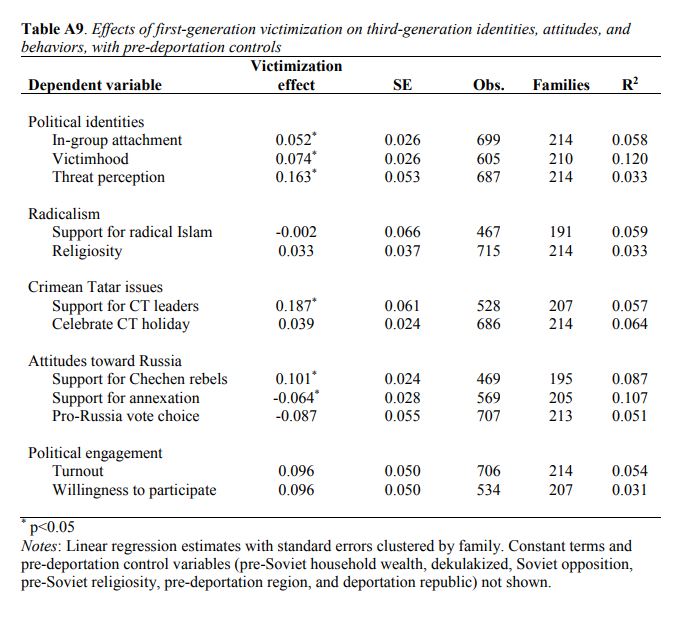 Table A9. Effects of first-generation victimization on third-generation identities, attitudes, and
behaviors, with pre-deportation controls
Victimization
Dependent variable effect SE Obs. Families R²
Political identities
In-group attachment 0.052* 0.026 699 214 0.058
Victimhood 0.074* 0.026 605 210 0.120
Threat perception 0.163* 0.053 687 214 0.033
Radicalism
Support for radical Islam -0.002 0.066 467 191 0.059
Religiosity 0.033 0.037 715 214 0.033
Crimean Tatar issues
Support for CT leaders 0.187* 0.061 528 207 0.057
Celebrate CT holiday 0.039 0.024 686 214 0.064
Attitudes toward Russia
Support for Chechen rebels 0.101* 0.024 469 195 0.087
Support for annexation -0.064* 0.028 569 205 0.107
Pro-Russia vote choice -0.087 0.055 707 213 0.051
Political engagement
Turnout 0.096 0.050 706 214 0.054
Willingness to participate 0.096 0.050 534 207 0.031
* p<0.05
Notes: Linear regression estimates with standard errors clustered by family. Constant terms and
pre-deportation control variables (pre-Soviet household wealth, dekulakized, Soviet opposition,
pre-Soviet religiosity, pre-deportation region, and deportation republic) not shown.